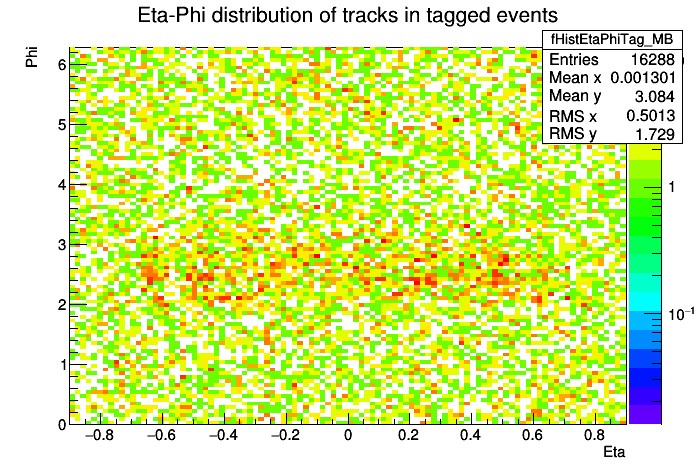 Eta-Phi distribution of tracks in tagged events
fHistEtaPhiTag_MB
Entries 16288
Mean x 0.001301
Mean y 3.084
RMS x 0.5013
RMS y 1.729
Phi
6
5
4
3
2
1
0
1
10⁻¹
−0.8 −0.6 −0.4 −0.2 0 0.2 0.4 0.6 0.8
Eta